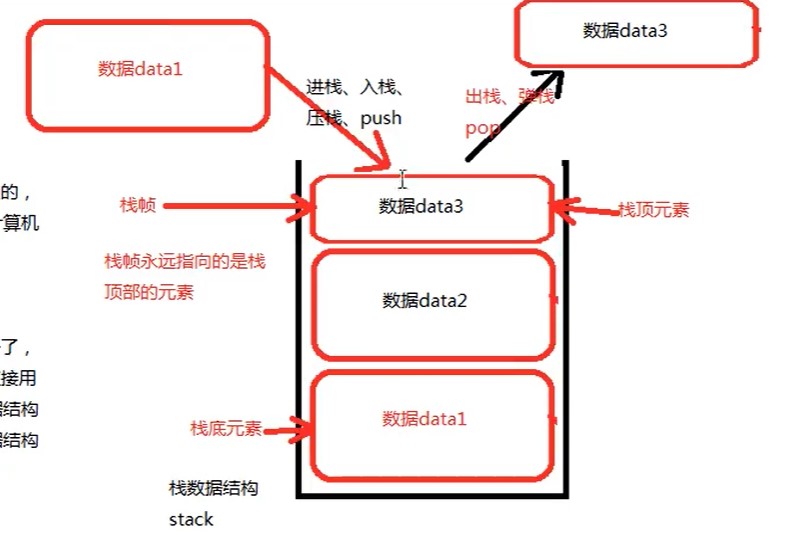 数据data1
数据data3
进栈、入栈、
压栈、push
出栈、弹栈
pop
的，
算机
栈帧
数据data3
栈顶元素
栈帧永远指向的是栈
顶部的元素
数据data2
了，
接用
据结构
据结构
数据data1
栈底元素
栈数据结构
stack